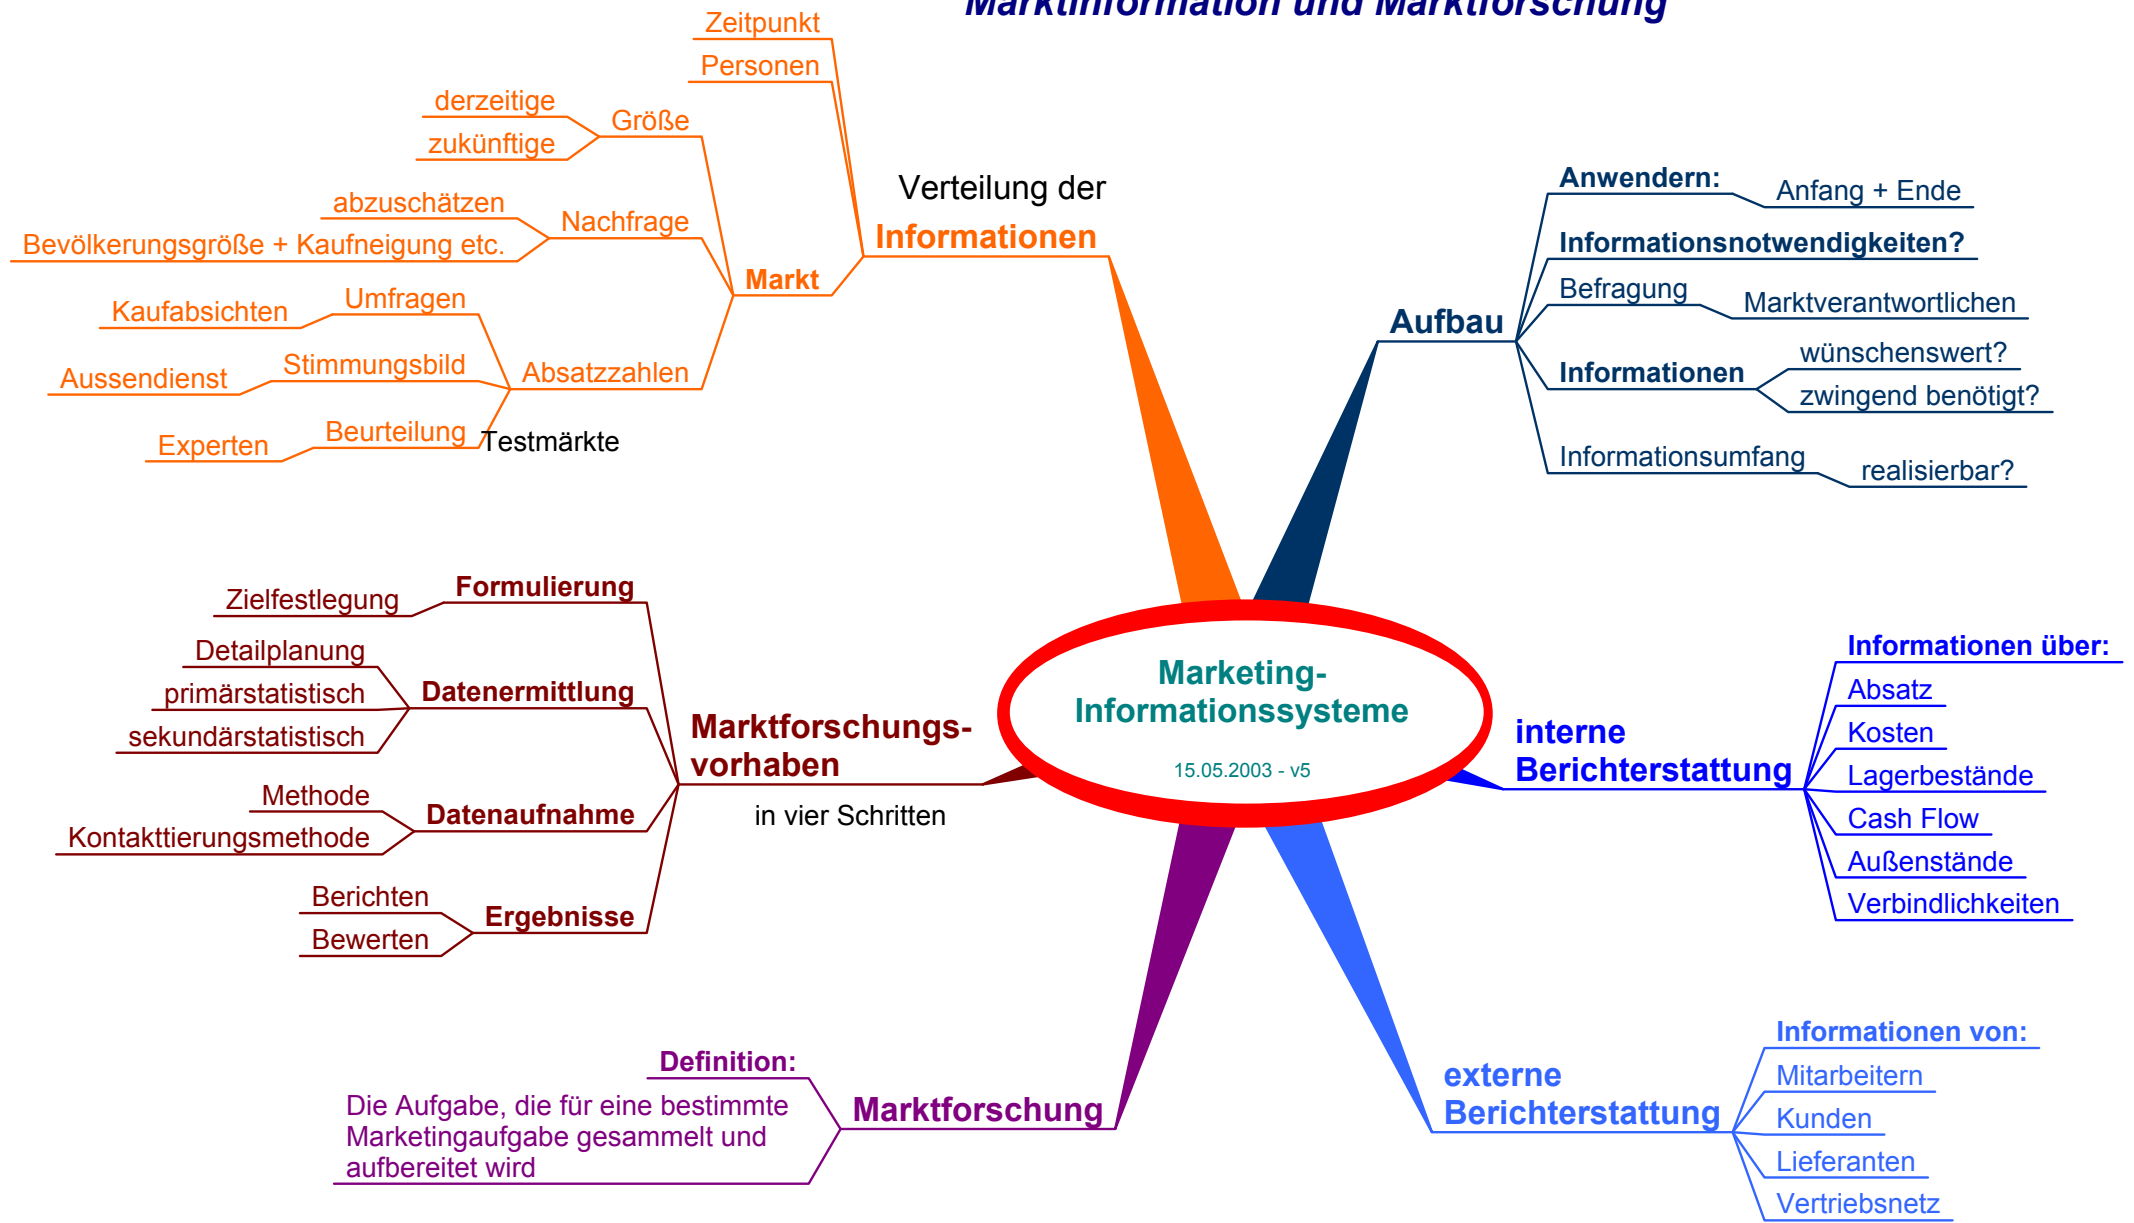 Marktinformation und Marktforschung
Marketing-
Informationssysteme
15.05.2003 - v5
Aufbau
Anwendern:
Anfang + Ende
Informationsnotwendigkeiten?
Befragung
Marktverantwortlichen
Informationen
wünschenswert?
zwingend benötigt?
Informationsumfang
realisierbar?
interne
Berichterstattung
Informationen über:
Absatz
Kosten
Lagerbestände
Cash Flow
Außenstände
Verbindlichkeiten
externe
Berichterstattung
Informationen von:
Mitarbeitern
Kunden
Lieferanten
Vertriebsnetz
Marktforschung
Definition:
Die Aufgabe, die für eine bestimmte
Marketingaufgabe gesammelt und
aufbereitet wird
Marktforschungs-
vorhaben
in vier Schritten
Formulierung
Zielfestlegung
Datenermittlung
Detailplanung
primärstatistisch
sekundärstatistisch
Datenaufnahme
Methode
Kontakttierungsmethode
Ergebnisse
Berichten
Bewerten
Verteilung der
Informationen
Zeitpunkt
Personen
Markt
Größe
derzeitige
zukünftige
Nachfrage
abzuschätzen
Bevölkerungsgröße + Kaufneigung etc.
Absatzzahlen
Umfragen
Kaufabsichten
Stimmungsbild
Aussendienst
Beurteilung
Experten
Testmärkte